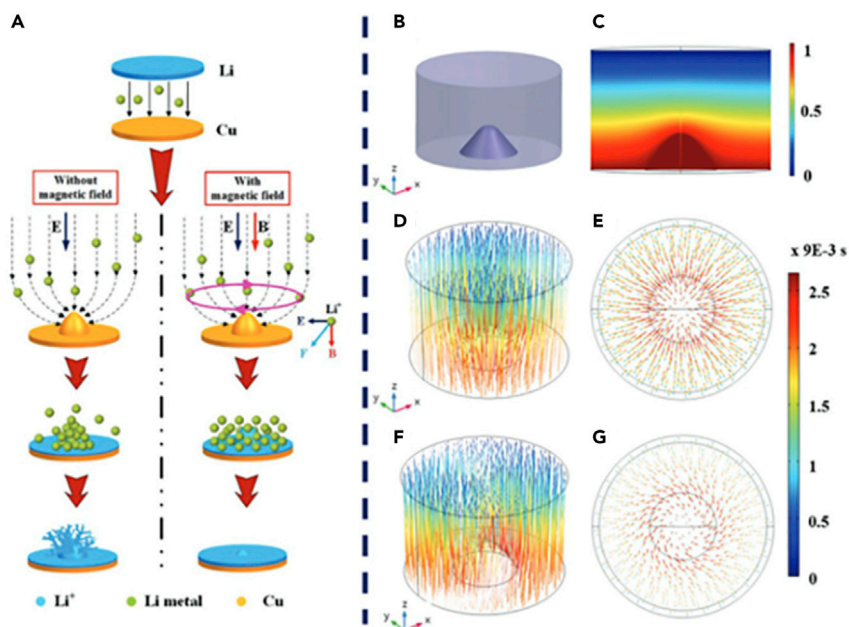 A
Li
Cu
Without
magnetic field
With
magnetic field
E
E
B
Li⁺
E
F
B
Li⁺
Li metal
Cu
B
z
y
x
C
1
0.5
0
D
z
y
x
E
F
z
y
x
G
x 9E-3 s
2.5
2
1.5
1
0.5
0